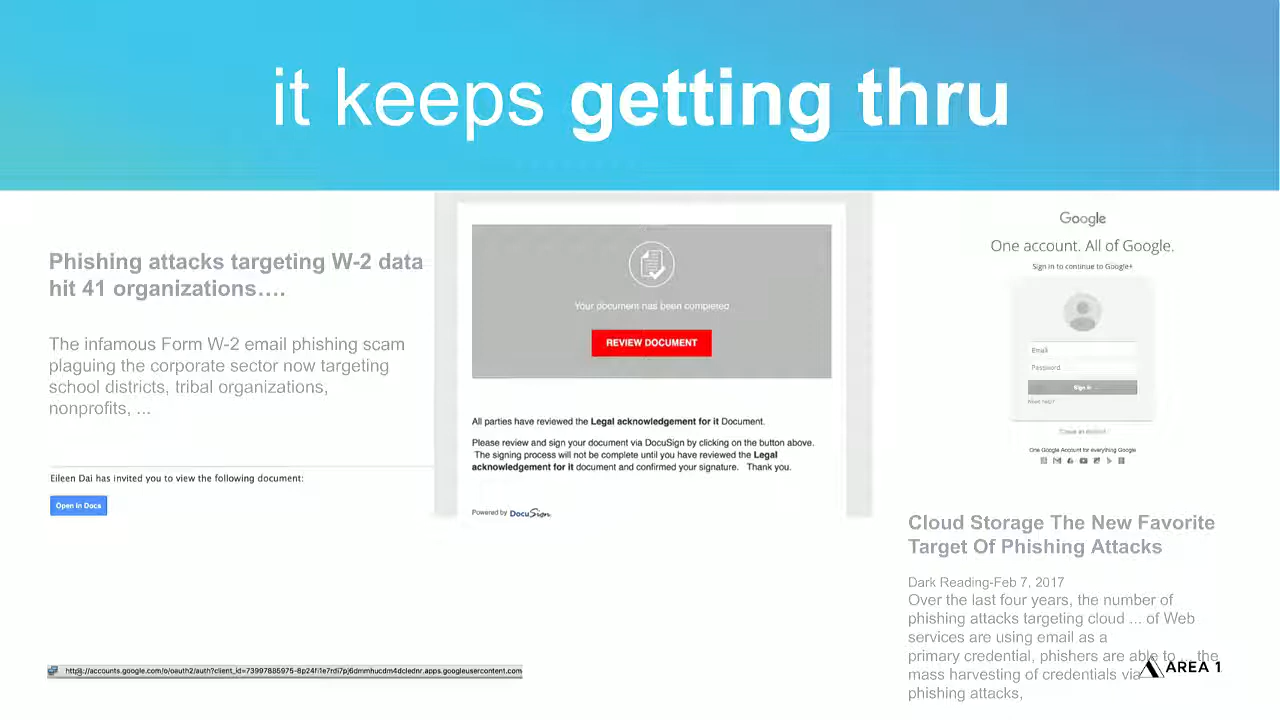 it keeps getting thru
Phishing attacks targeting W-2 data
hit 41 organizations....
The infamous Form W-2 email phishing scam
plaguing the corporate sector now targeting
school districts, tribal organizations,
nonprofits, ...
Eileen Dai has invited you to view the following document:
Open in Docs
Your document has been completed
REVIEW DOCUMENT
All parties have reviewed the Legal acknowledgement for it Document.
Please review and sign your document via DocuSign by clicking on the button above.
The signing process will not be complete until you have reviewed the Legal
acknowledgement for it document and confirmed your signature. Thank you.
Powered by DocuSign
Google
One account. All of Google.
Sign in to continue to Google+
Email
Password
Sign in
Need help?
Create an account
One Google Account for everything Google
Cloud Storage The New Favorite
Target Of Phishing Attacks
Dark Reading-Feb 7, 2017
Over the last four years, the number of
phishing attacks targeting cloud ... of Web
services are using email as a
primary credential, phishers are able to ... the
mass harvesting of credentials via
phishing attacks,
AREA 1